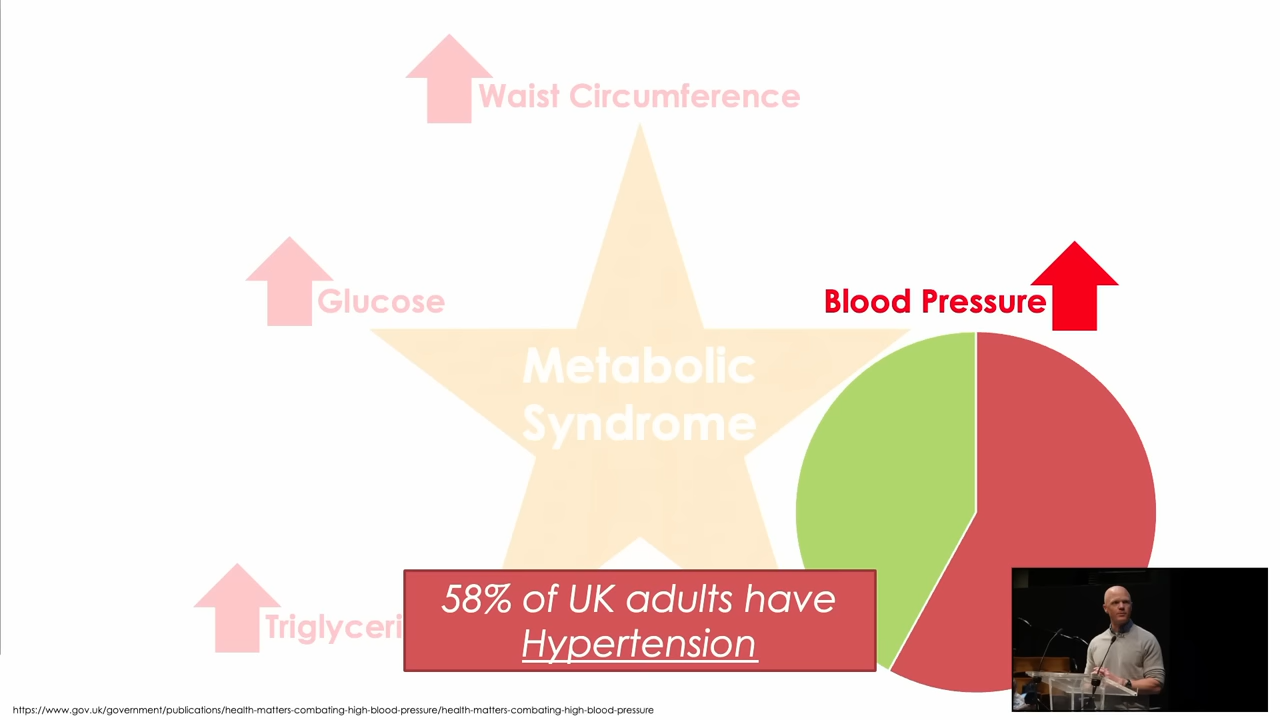 Waist Circumference
Glucose
Blood Pressure
Metabolic
Syndrome
Triglyceri
58% of UK adults have
Hypertension
https://www.gov.uk/government/publications/health-matters-combating-high-blood-pressure/health-matters-combating-high-blood-pressure